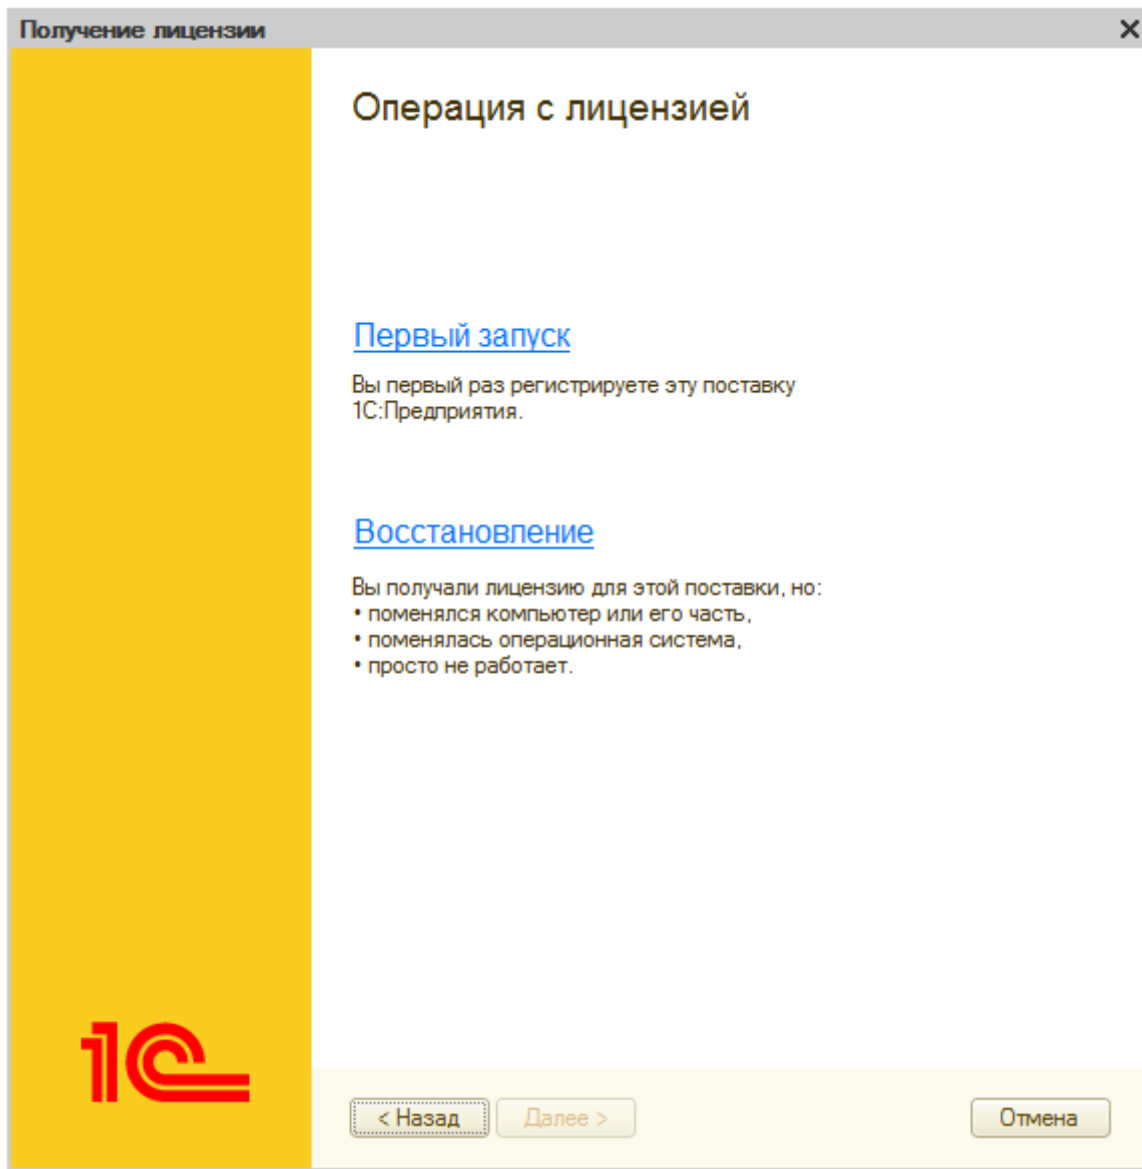 Получение лицензии
Операция с лицензией
Первый запуск
Вы первый раз регистрируете эту поставку
1С:Предприятия.
Восстановление
Вы получали лицензию для этой поставки, но:
• поменялся компьютер или его часть,
• поменялась операционная система,
• просто не работает.
1С
< Назад
Далее >
Отмена